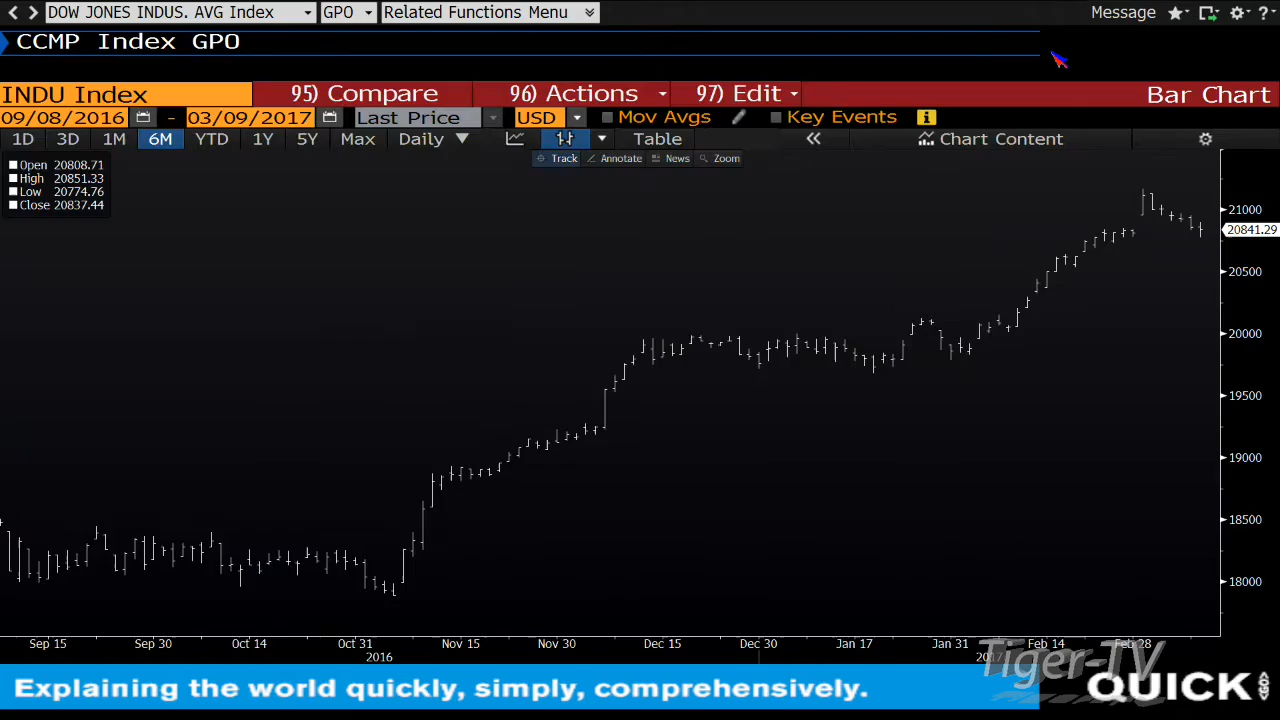 DOW JONES INDUS. AVG Index GPO Related Functions Menu Message ?
CCMP Index GPO
INDU Index 95) Compare 96) Actions 97) Edit Bar Chart
09/08/2016 - 03/09/2017 Last Price USD Mov Avgs Key Events i
1D 3D 1M 6M YTD 1Y 5Y Max Daily Table Chart Content
Track Annotate News Zoom
Open 20808.71
High 20851.33
Low 20774.76
Close 20837.44
21000
20841.29
20500
20000
19500
19000
18500
18000
Sep 15 Sep 30 Oct 14 Oct 31 Nov 15 Nov 30 Dec 15 Dec 30 Jan 17 Jan 31 Feb 14 Feb 28
2016 2017
Tiger-TV
Explaining the world quickly, simply, comprehensively.
QUICK